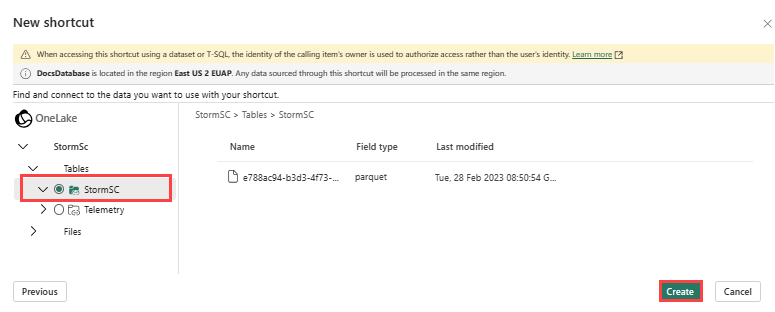 New shortcut
When accessing this shortcut using a dataset or T-SQL, the identity of the calling item's owner is used to authorize access rather than the user's identity. Learn more
DocsDatabase is located in the region East US 2 EUAP. Any data sourced through this shortcut will be processed in the same region.
Find and connect to the data you want to use with your shortcut.
OneLake
StormSc
Tables
StormSC
Telemetry
Files
StormSC > Tables > StormSC
Name Field type Last modified
e788ac94-b3d3-4f73-... parquet Tue, 28 Feb 2023 08:50:54 G...
Previous
Create
Cancel